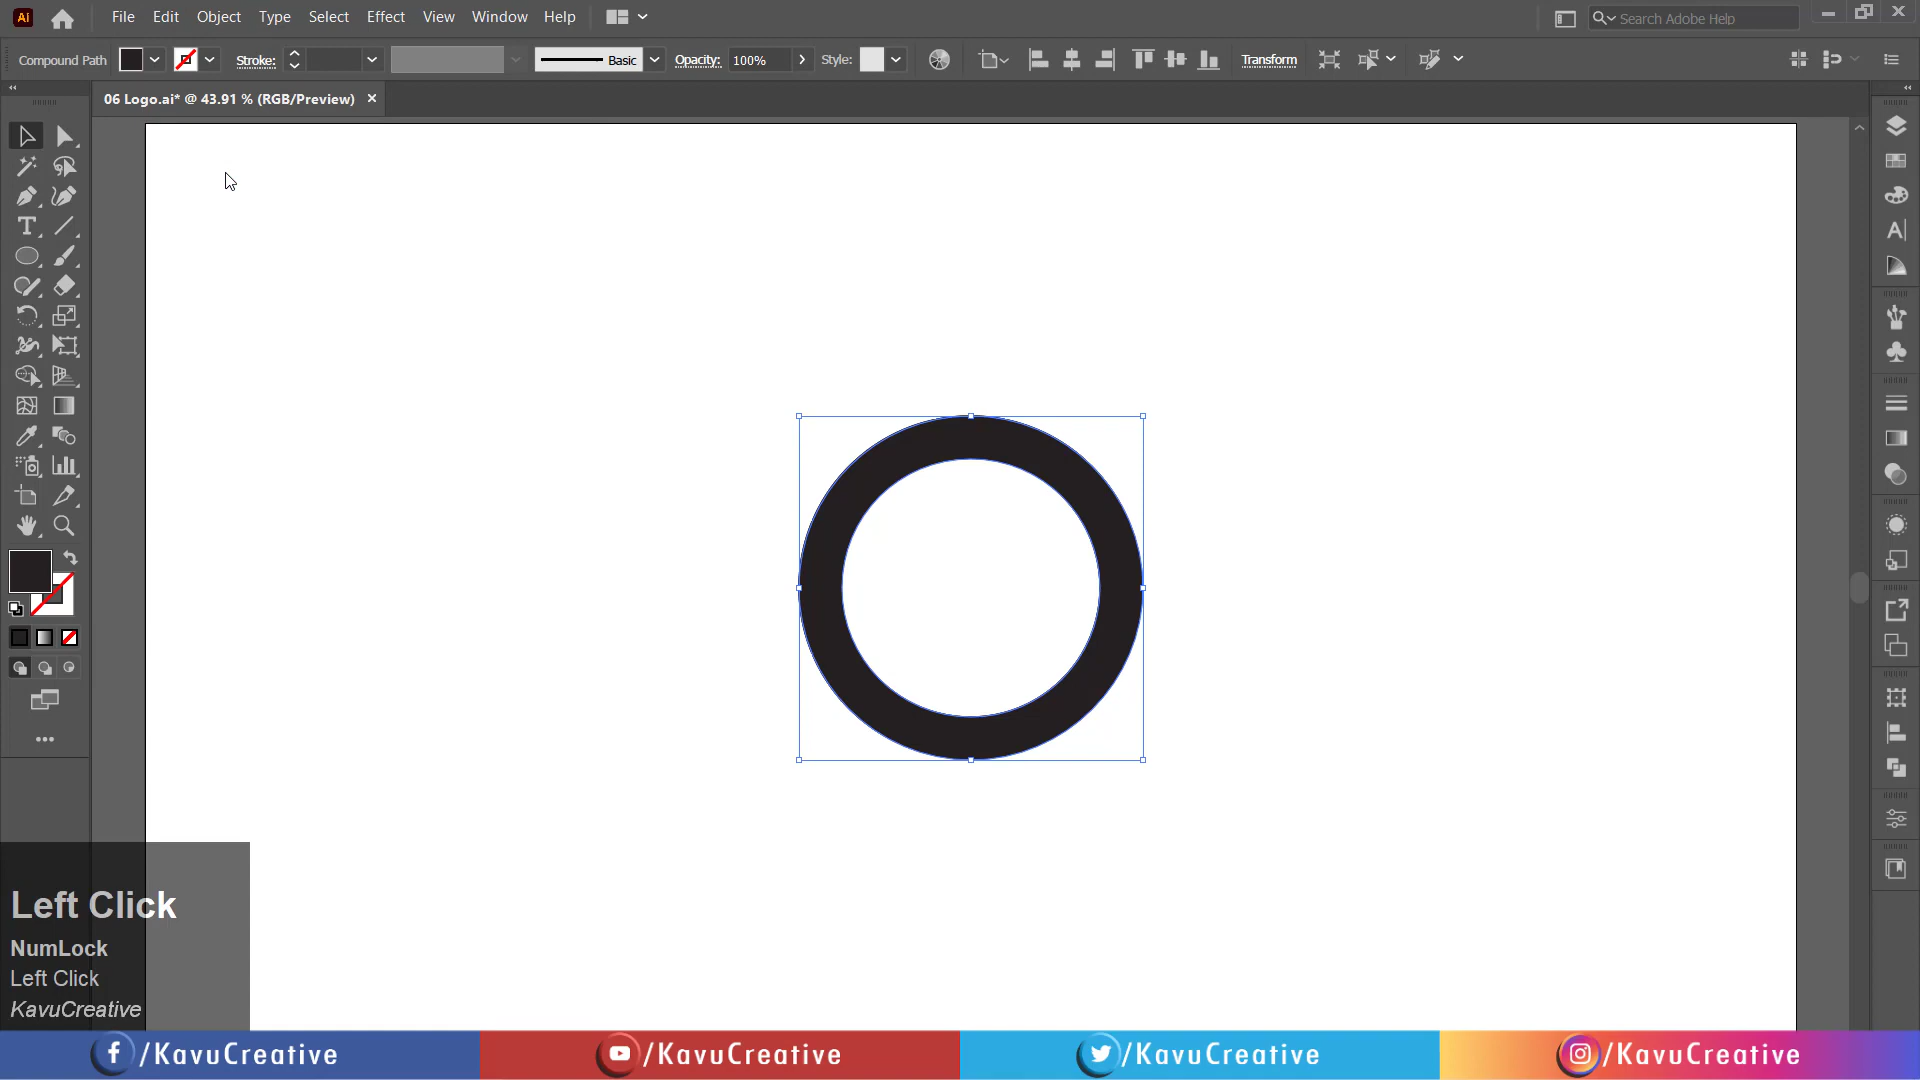 Ai File Edit Object Type Select Effect View Window Help Search Adobe Help
Compound Path Stroke: Basic Opacity: 100% Style: Transform
06 Logo.ai* @ 43.91 % (RGB/Preview)
Left Click
NumLock
Left Click
KavuCreative
/KavuCreative /KavuCreative /KavuCreative /KavuCreative